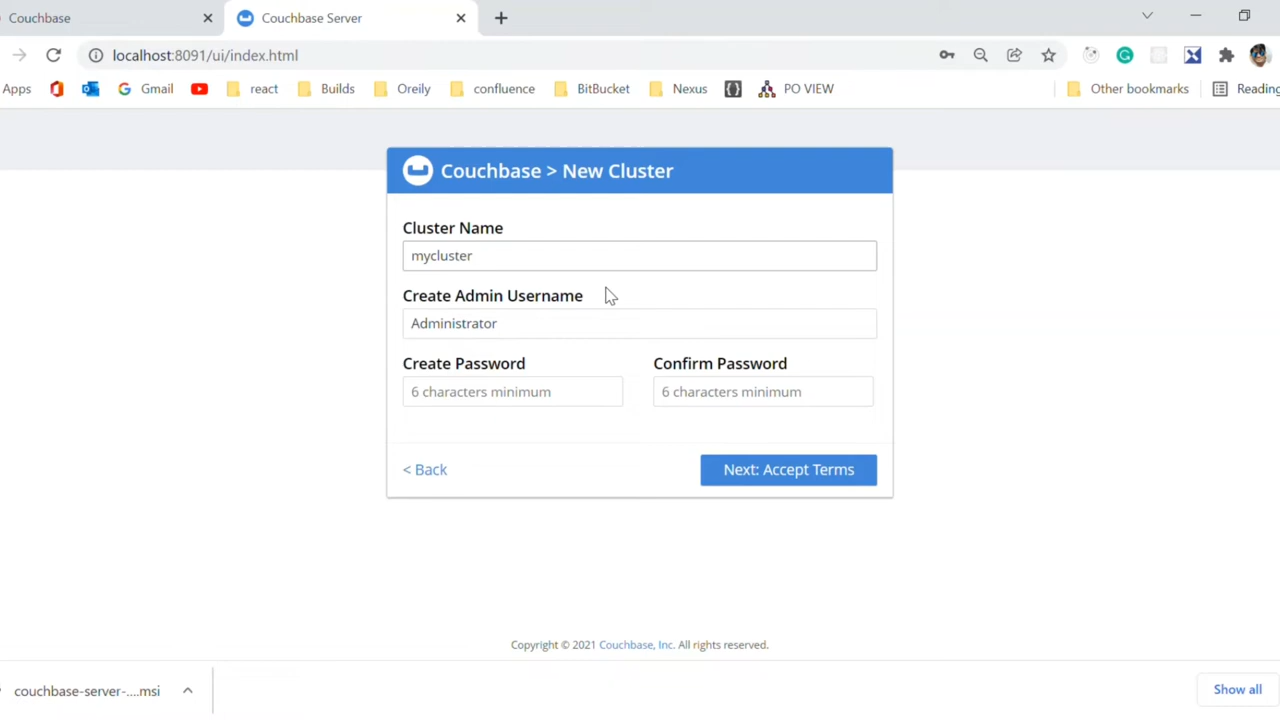 Couchbase
Couchbase Server
localhost:8091/ui/index.html
Apps Gmail react Builds Oreily confluence BitBucket Nexus PO VIEW Other bookmarks Reading
Couchbase > New Cluster
Cluster Name
mycluster
Create Admin Username
Administrator
Create Password Confirm Password
6 characters minimum 6 characters minimum
< Back Next: Accept Terms
Copyright © 2021 Couchbase, Inc. All rights reserved.
couchbase-server-....msi Show all